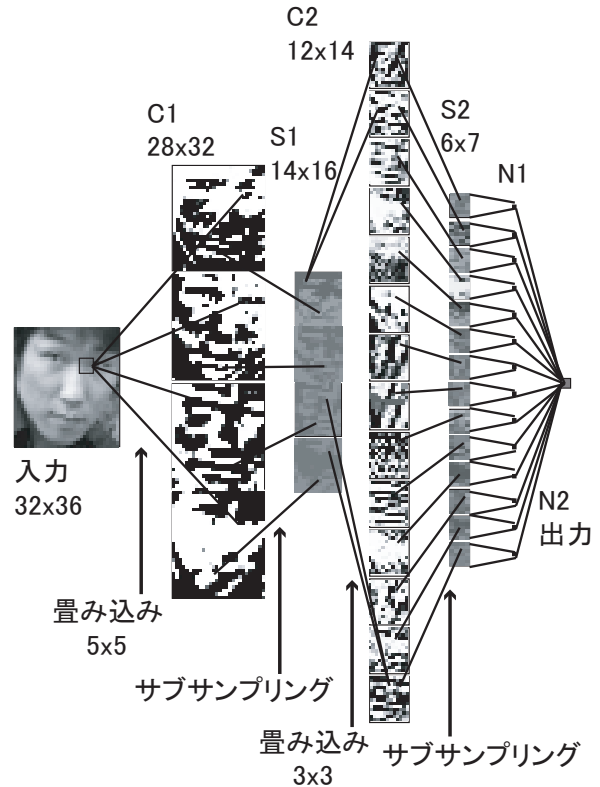 C2
12x14
C1
28x32
S1
14x16
S2
6x7
N1
入力
32x36
N2
出力
畳み込み
5x5
サブサンプリング
畳み込み
3x3
サブサンプリング